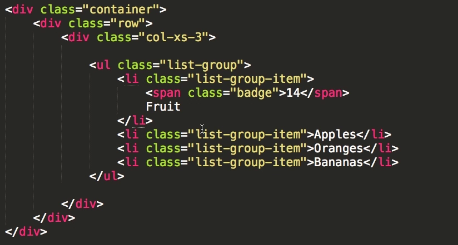 <div class="container">
    <div class="row">
        <div class="col-xs-3">
            <ul class="list-group">
                <li class="list-group-item">
                    <span class="badge">14</span>
                    Fruit
                </li>
                <li class="list-group-item">Apples</li>
                <li class="list-group-item">Oranges</li>
                <li class="list-group-item">Bananas</li>
            </ul>
        </div>
    </div>
</div>